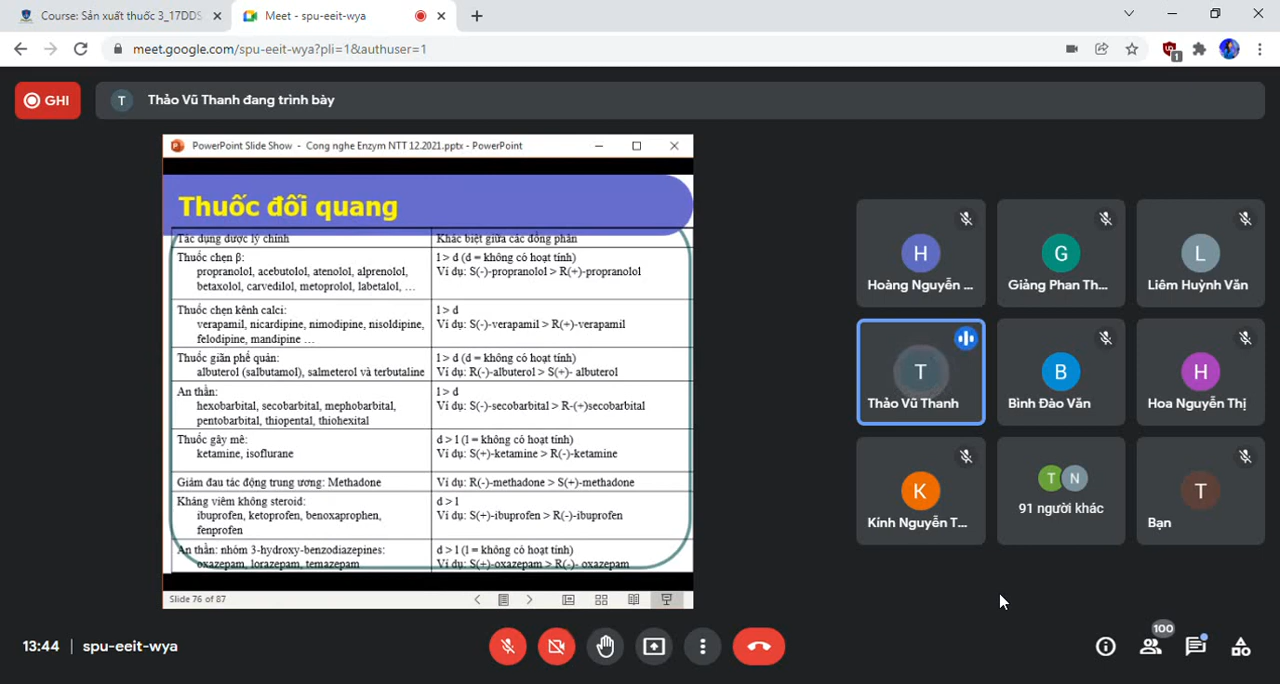 Course: Sản xuất thuốc 3_17DDS
Meet - spu-eeit-wya
meet.google.com/spu-eeit-wya?pli=1&authuser=1
1
GHI
T
Thảo Vũ Thanh đang trình bày
PowerPoint Slide Show - Cong nghe Enzym NTT 12.2021.pptx - PowerPoint
Thuốc đối quang
Tác dụng dược lý chính
Khác biệt giữa các đồng phân
Thuốc chẹn β:
propranolol, acebutolol, atenolol, alprenolol,
betaxolol, carvedilol, metoprolol, labetalol, …
l > d (d = không có hoạt tính)
Ví dụ: S(-)-propranolol > R(+)-propranolol
Thuốc chẹn kênh calci:
verapamil, nicardipine, nimodipine, nisoldipine,
felodipine, mandipine …
l > d
Ví dụ: S(-)-verapamil > R(+)-verapamil
Thuốc giãn phế quản:
albuterol (salbutamol), salmeterol và terbutaline
l > d (d = không có hoạt tính)
Ví dụ: R(-)-albuterol > S(+)- albuterol
An thần:
hexobarbital, secobarbital, mephobarbital,
pentobarbital, thiopental, thiohexital
l > d
Ví dụ: S(-)-secobarbital > R-(+)secobarbital
Thuốc gây mê:
ketamine, isoflurane
d > l (l = không có hoạt tính)
Ví dụ: S(+)-ketamine > R(-)-ketamine
Giảm đau tác động trung ương: Methadone
Ví dụ: R(-)-methadone > S(+)-methadone
Kháng viêm không steroid:
ibuprofen, ketoprofen, benoxaprophen,
fenprofen
d > l
Ví dụ: S(+)-ibuprofen > R(-)-ibuprofen
An thần: nhóm 3-hydroxy-benzodiazepines:
oxazepam, lorazepam, temazepam
d > l (l = không có hoạt tính)
Ví dụ: S(+)-oxazepam > R(-)- oxazepam
Slide 76 of 87
H
Hoàng Nguyễn ...
G
Giảng Phan Th...
L
Liêm Huỳnh Văn
T
Thảo Vũ Thanh
B
Bình Đào Văn
H
Hoa Nguyễn Thị
K
Kính Nguyễn T...
T N
91 người khác
T
Bạn
13:44 | spu-eeit-wya
100